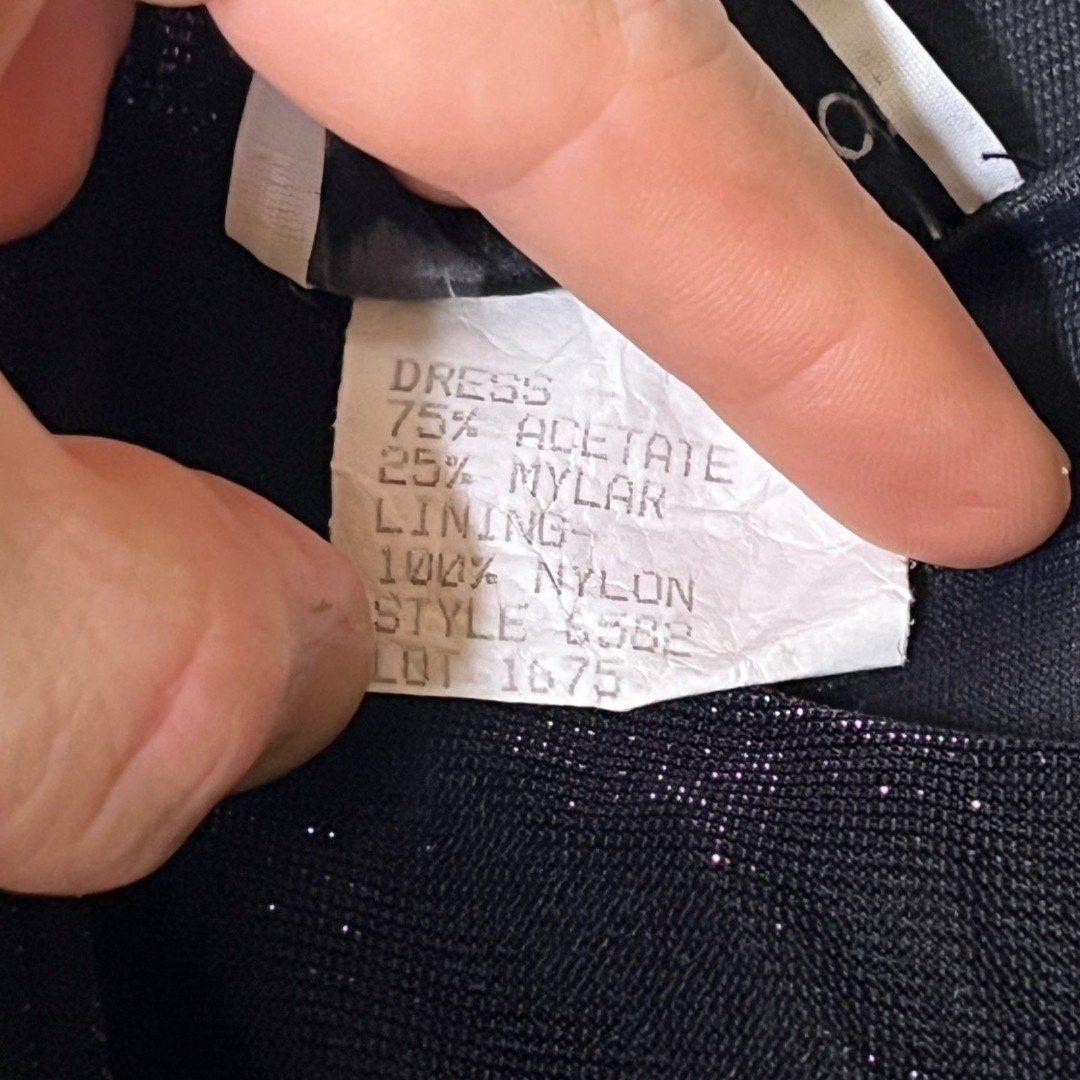 DRESS
75% ACETATE
25% MYLAR
LINING-
100% NYLON
STYLE 6582
LOT 1675